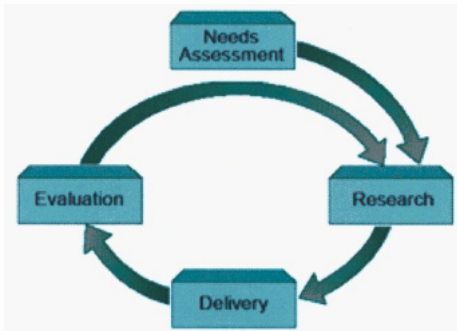 Needs
Assessment
Evaluation
Research
Delivery